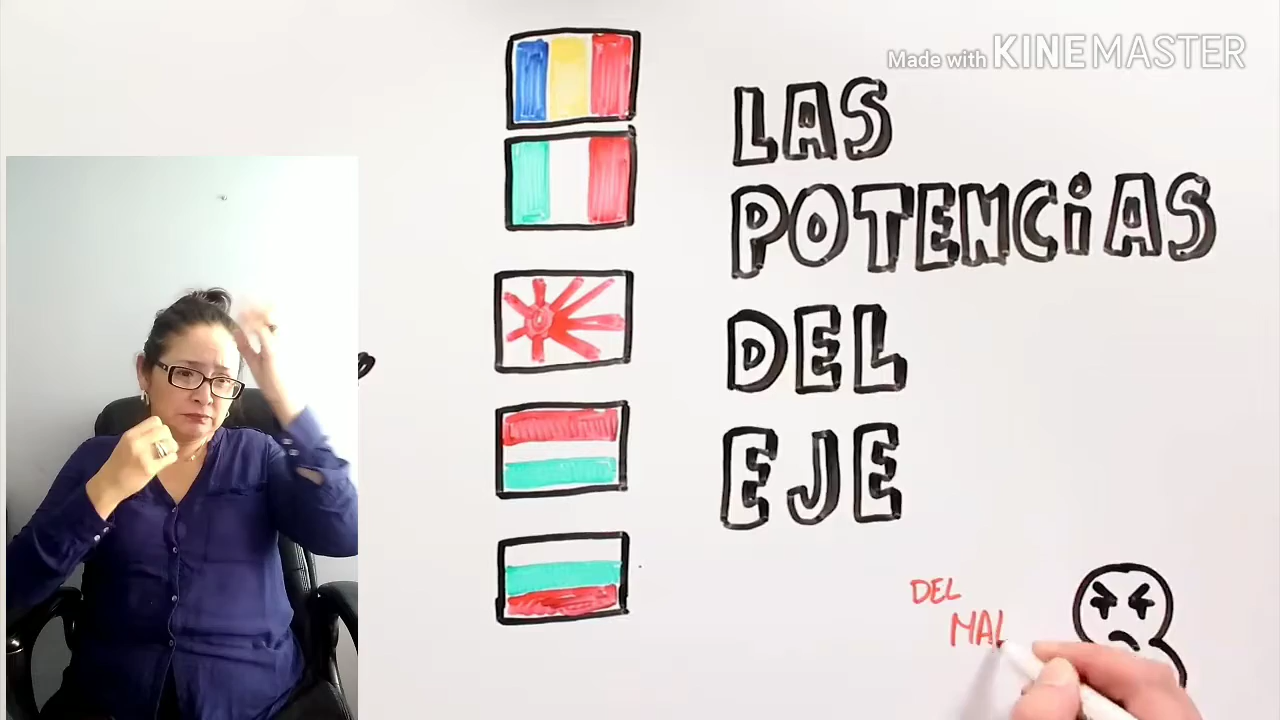 Made with KINEMASTER
LAS
POTENCIAS
DEL
EJE
DEL
MAL